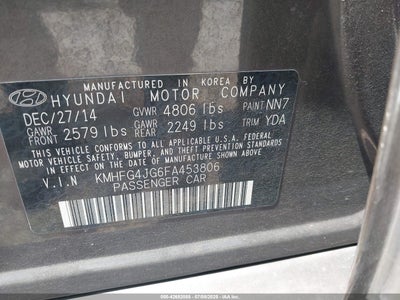 MANUFACTURED IN KOREA BY
HYUNDAI MOTOR COMPANY
DEC/27/14 GVWR 4806 lbs PAINT NN7
GAWR FRONT 2579 lbs GAWR REAR 2249 lbs TRIM YDA
THIS VEHICLE CONFORMS TO ALL APPLICABLE U.S.A. FEDERAL
MOTOR VEHICLE SAFETY, BUMPER, AND THEFT PREVENTION
STANDARDS IN EFFECT ON THE DATE OF MANUFACTURE SHOWN ABOVE.
V.I.N KMHFG4JG6FA453806
PASSENGER CAR